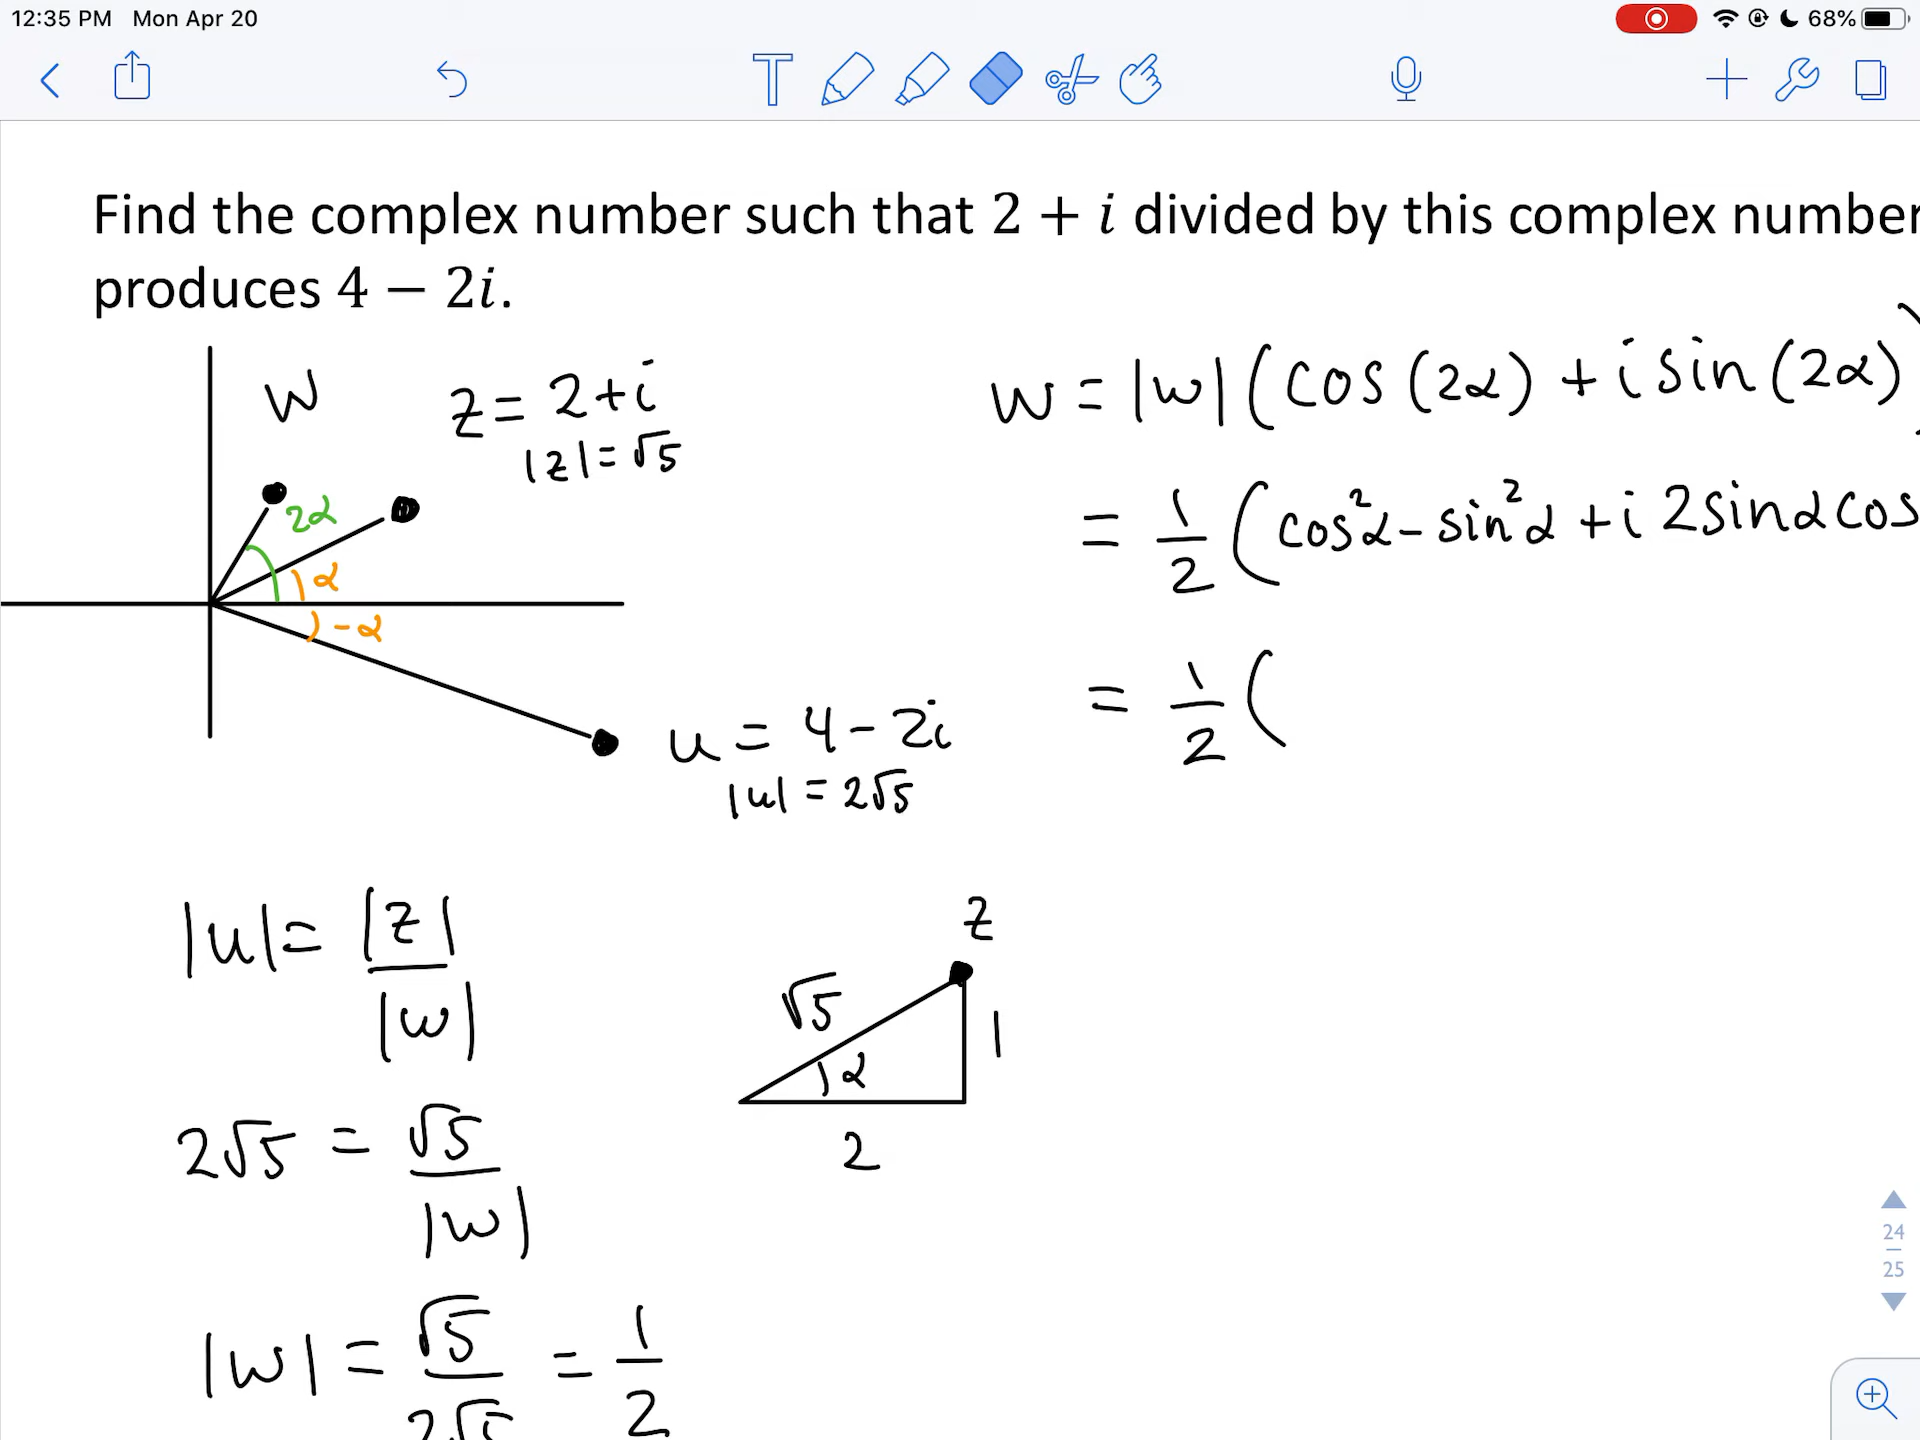 12:35 PM Mon Apr 20
68%
Find the complex number such that 2 + i divided by this complex number
produces 4 − 2i.
w
z = 2+i
|z| = √5
2α
α
-α
u = 4 - 2i
|u| = 2√5
w = |w| (cos (2α) + i sin (2α))
= 1/2 (cos²α - sin²α + i 2sinα cos
= 1/2 (
|u| = |z| / |w|
2√5 = √5 / |w|
|w| = √5 / 2√5 = 1/2
z
√5
1
α
2
24
25
T